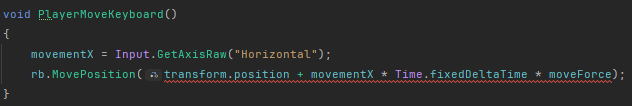 void PlayerMoveKeyboard()
{
movementX = Input.GetAxisRaw("Horizontal");
rb.MovePosition(transform.position + movementX * Time.fixedDeltaTime * moveForce);
}